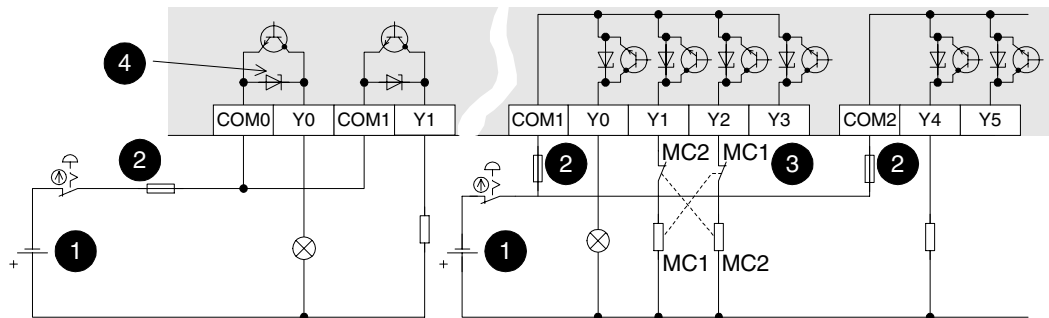 4
COM0 Y0 COM1 Y1 COM1 Y0 Y1 Y2 Y3 COM2 Y4 Y5
2 2 MC2 MC1 3 2
1 1
+ +
MC1 MC2